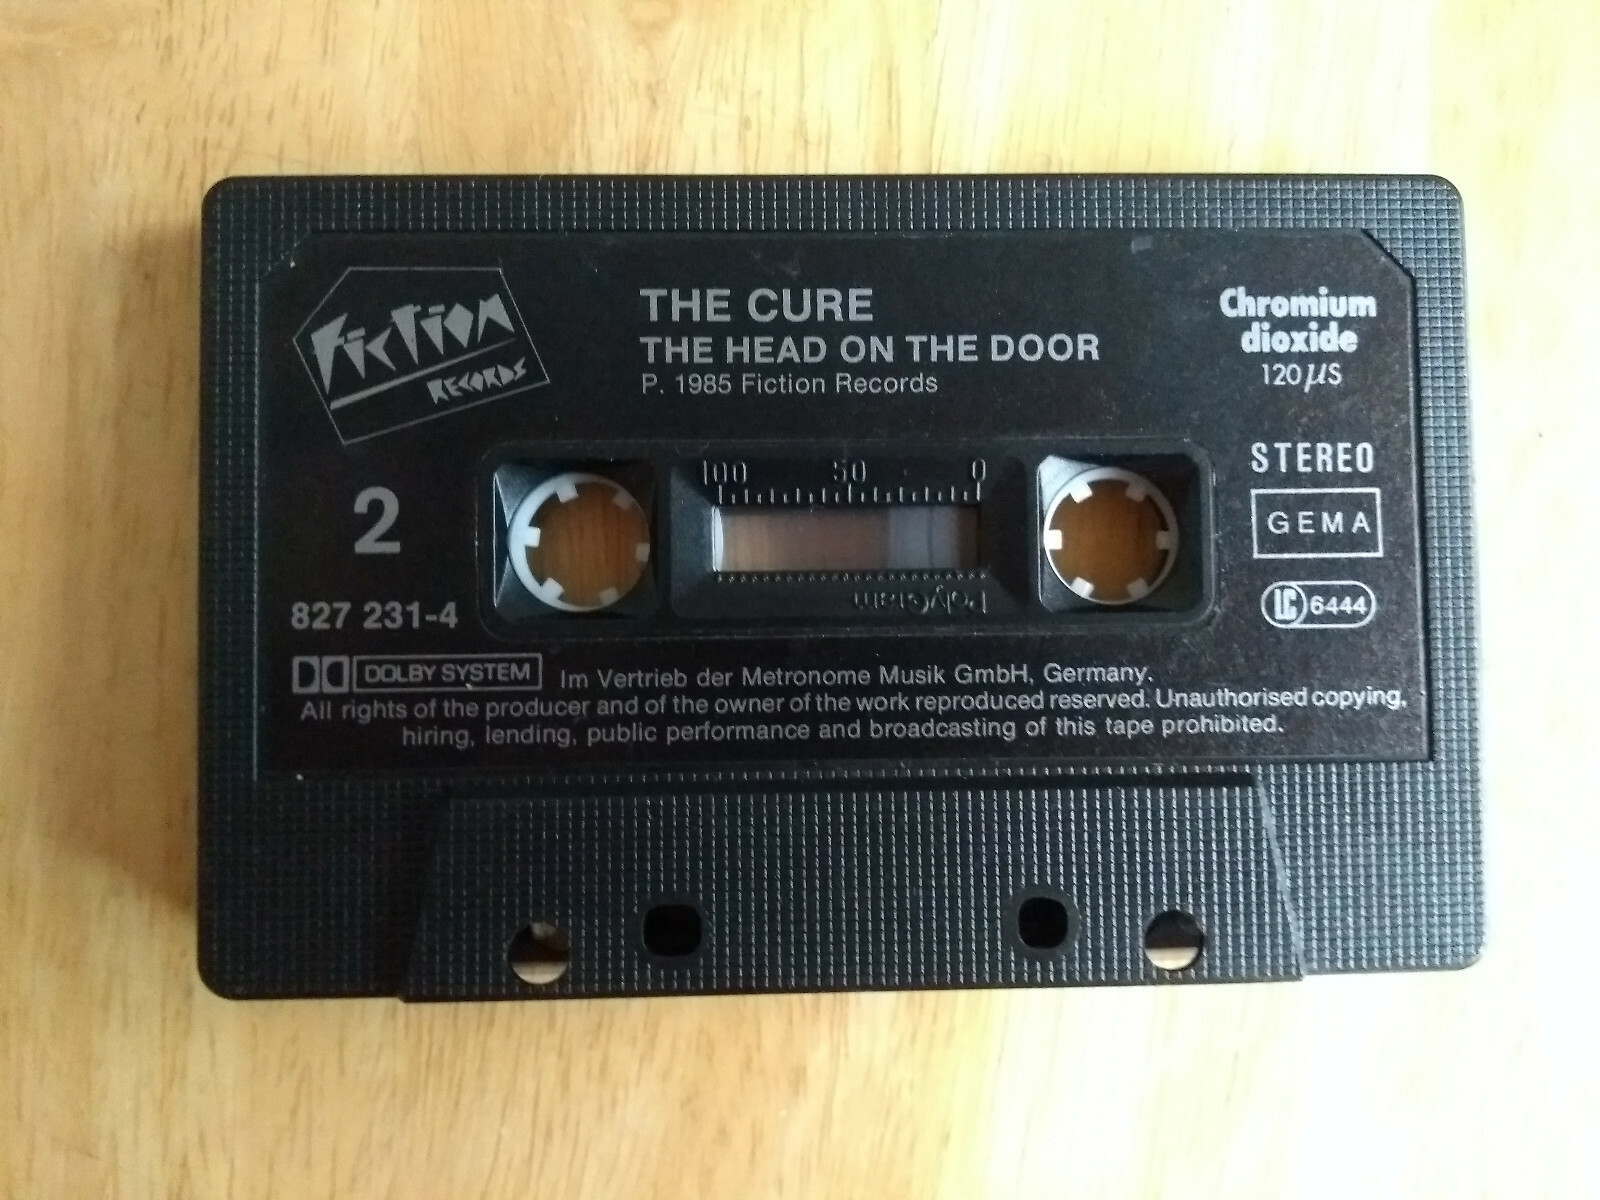 FICTION
RECORDS
THE CURE
THE HEAD ON THE DOOR
P. 1985 Fiction Records
Chromium
dioxide
120 µS
STEREO
GEMA
LC 6444
2
827 231-4
100 50 0
PolyGram
DOLBY SYSTEM Im Vertrieb der Metronome Musik GmbH, Germany.
All rights of the producer and of the owner of the work reproduced reserved. Unauthorised copying,
hiring, lending, public performance and broadcasting of this tape prohibited.